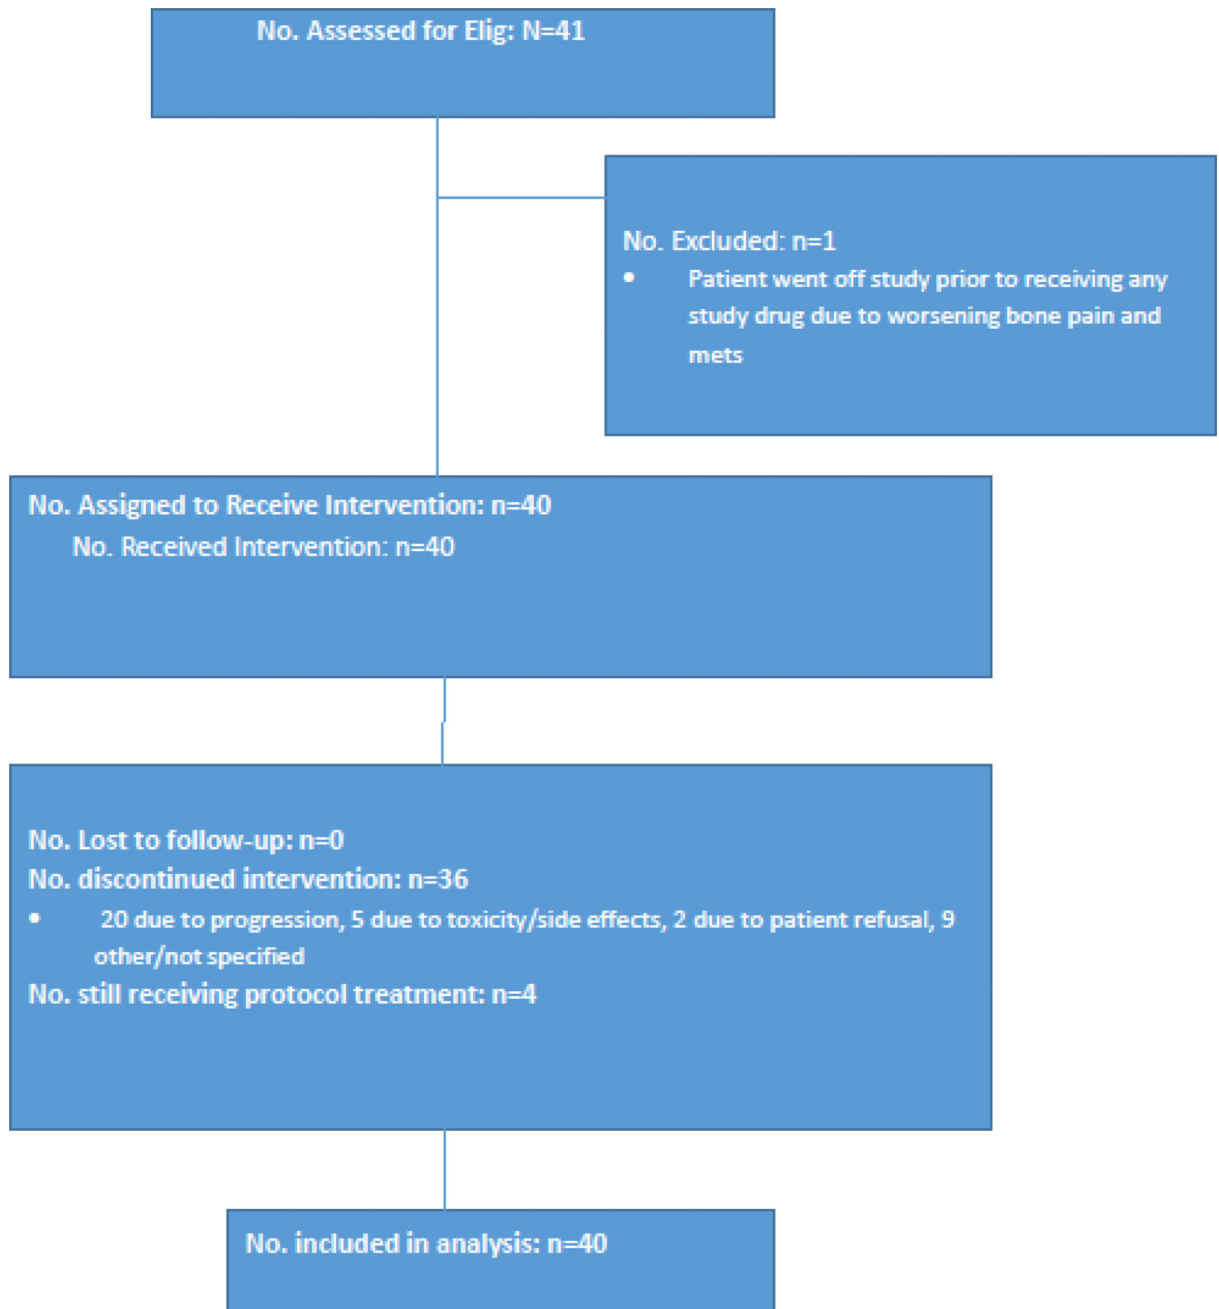 No. Assessed for Elig: N=41
No. Excluded: n=1
• Patient went off study prior to receiving any
study drug due to worsening bone pain and
mets
No. Assigned to Receive Intervention: n=40
No. Received Intervention: n=40
No. Lost to follow-up: n=0
No. discontinued intervention: n=36
• 20 due to progression, 5 due to toxicity/side effects, 2 due to patient refusal, 9
other/not specified
No. still receiving protocol treatment: n=4
No. included in analysis: n=40